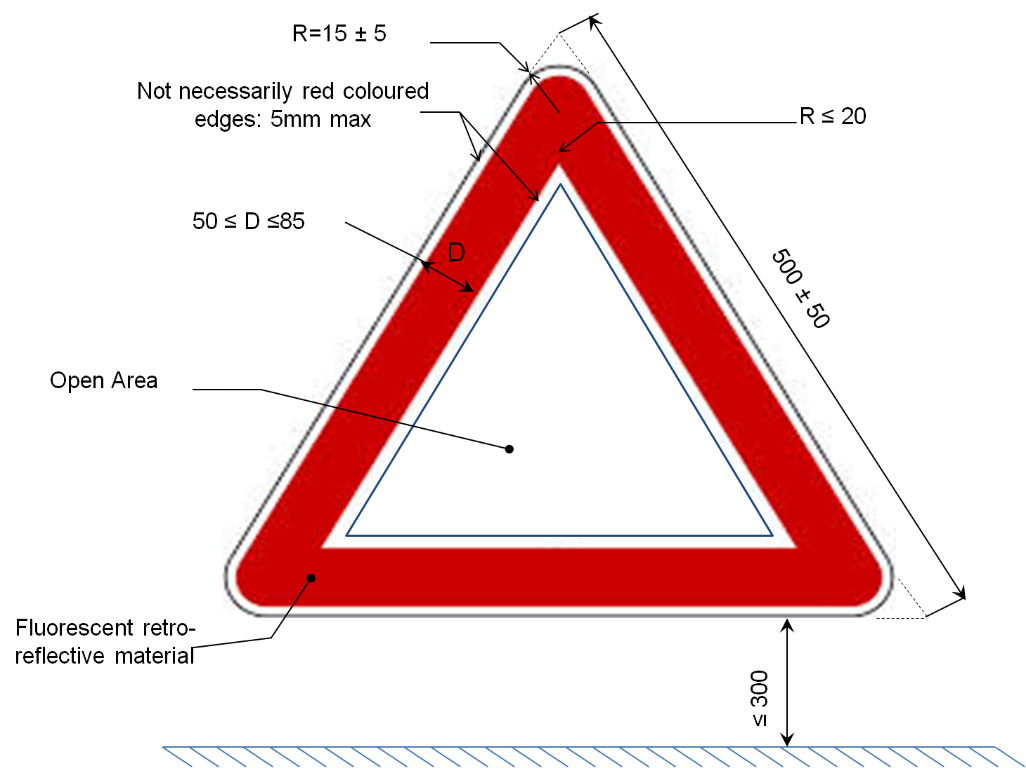 R=15 ± 5
Not necessarily red coloured
edges: 5mm max
R ≤ 20
50 ≤ D ≤85
D
500 ± 50
Open Area
Fluorescent retro-
reflective material
≤ 300